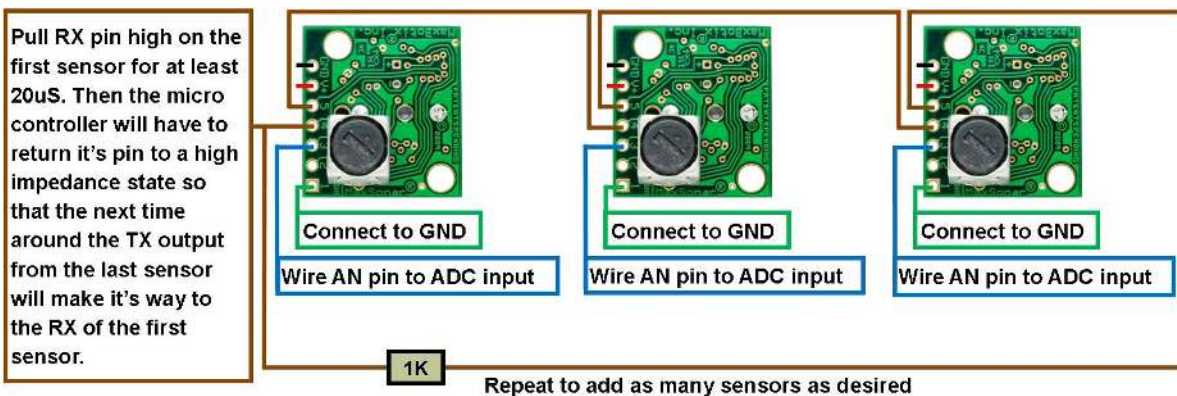 Pull RX pin high on the
first sensor for at least
20uS. Then the micro
controller will have to
return it's pin to a high
impedance state so
that the next time
around the TX output
from the last sensor
will make it's way to
the RX of the first
sensor.
Connect to GND
Wire AN pin to ADC input
Connect to GND
Wire AN pin to ADC input
Connect to GND
Wire AN pin to ADC input
1K
Repeat to add as many sensors as desired